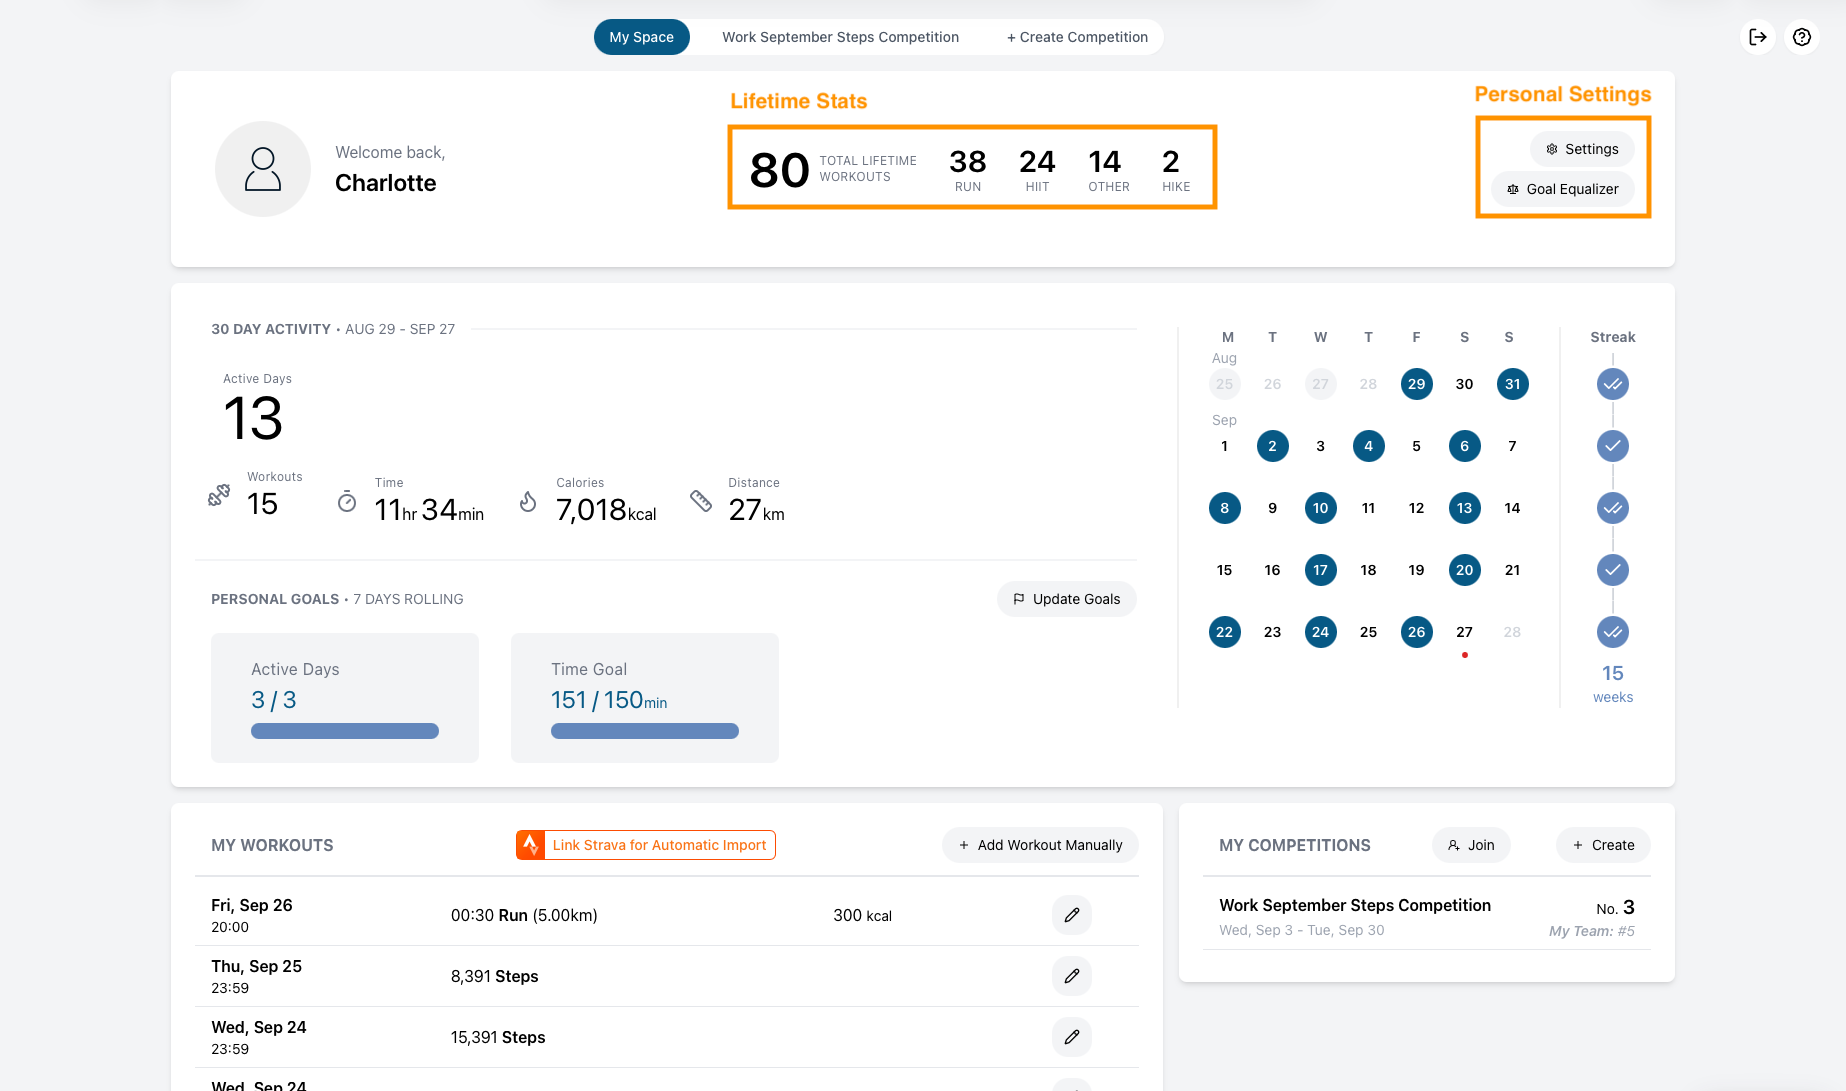 My Space
Work September Steps Competition
+ Create Competition
Lifetime Stats
Personal Settings
Welcome back,
Charlotte
80 TOTAL LIFETIME WORKOUTS
38 RUN
24 HIIT
14 OTHER
2 HIKE
Settings
Goal Equalizer
30 DAY ACTIVITY • AUG 29 - SEP 27
Active Days
13
Workouts
15
Time
11hr 34min
Calories
7,018kcal
Distance
27km
PERSONAL GOALS • 7 DAYS ROLLING
Update Goals
Active Days
3 / 3
Time Goal
151 / 150min
M T W T F S S
Aug
25 26 27 28 29 30 31
Sep
1 2 3 4 5 6 7
8 9 10 11 12 13 14
15 16 17 18 19 20 21
22 23 24 25 26 27 28
Streak
15
weeks
MY WORKOUTS
Link Strava for Automatic Import
+ Add Workout Manually
Fri, Sep 26
20:00
00:30 Run (5.00km)
300 kcal
Thu, Sep 25
23:59
8,391 Steps
Wed, Sep 24
23:59
15,391 Steps
Wed, Sep 24
MY COMPETITIONS
Join
+ Create
Work September Steps Competition
Wed, Sep 3 - Tue, Sep 30
No. 3
My Team: #5